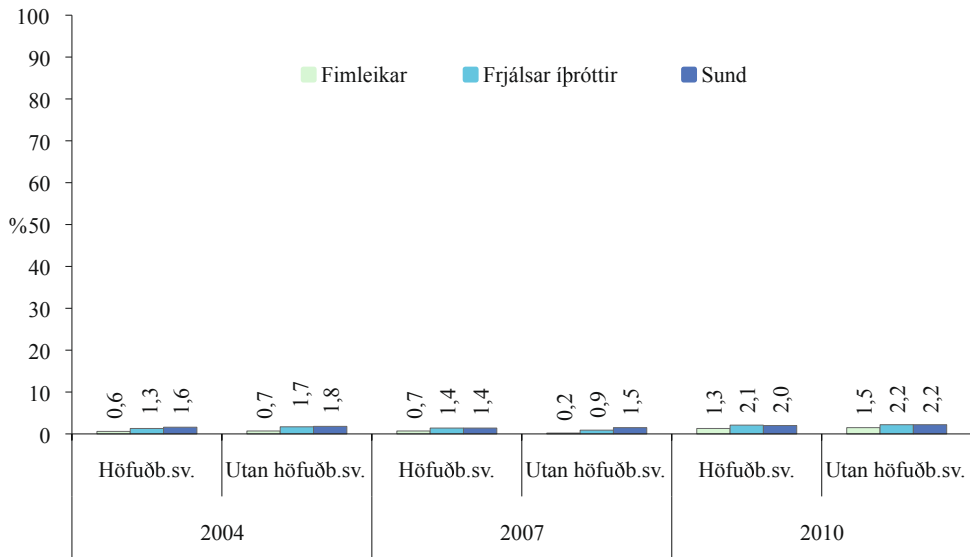 100
90
Fimleikar Frjálsar íþróttir Sund
80
70
60
%50
40
30
20
10
0
0,6 1,3 1,6 0,7 1,7 1,8 0,7 1,4 1,4 0,2 0,9 1,5 1,3 2,1 2,0 1,5 2,2 2,2
Höfuðb.sv. Utan höfuðb.sv. Höfuðb.sv. Utan höfuðb.sv. Höfuðb.sv. Utan höfuðb.sv.
2004 2007 2010